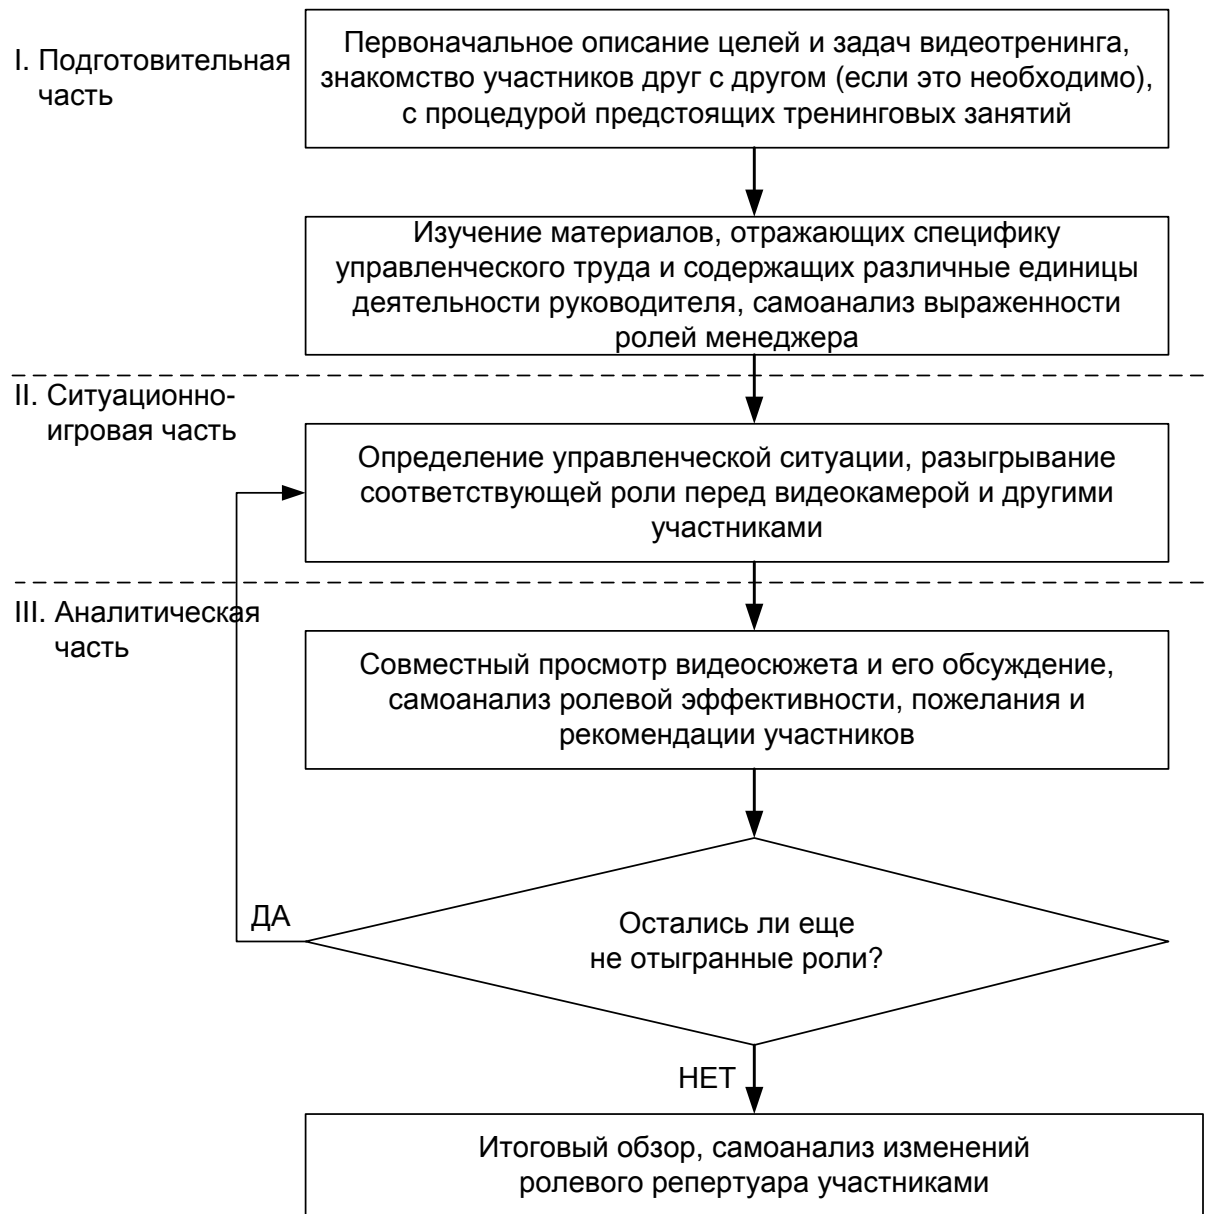 I. Подготовительная
часть
Первоначальное описание целей и задач видеотренинга,
знакомство участников друг с другом (если это необходимо),
с процедурой предстоящих тренинговых занятий
Изучение материалов, отражающих специфику
управленческого труда и содержащих различные единицы
деятельности руководителя, самоанализ выраженности
ролей менеджера
II. Ситуационно-
игровая часть
Определение управленческой ситуации, разыгрывание
соответствующей роли перед видеокамерой и другими
участниками
III. Аналитическая
часть
Совместный просмотр видеосюжета и его обсуждение,
самоанализ ролевой эффективности, пожелания и
рекомендации участников
ДА
Остались ли еще
не отыгранные роли?
НЕТ
Итоговый обзор, самоанализ изменений
ролевого репертуара участниками